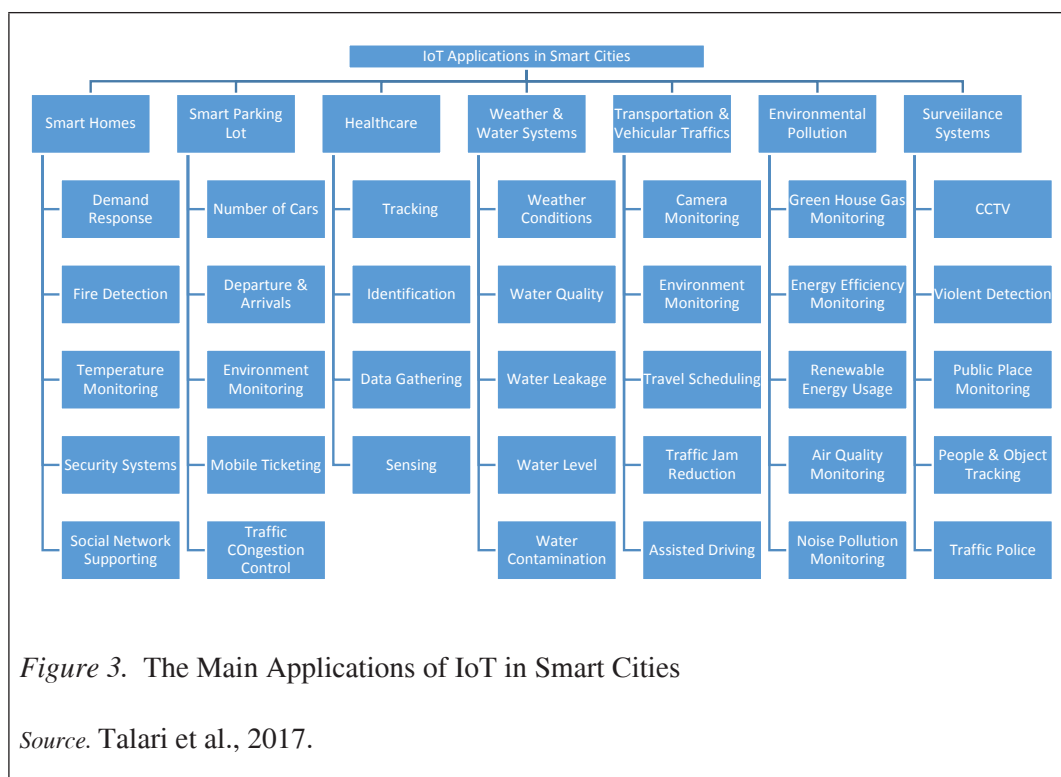 IoT Applications in Smart Cities
Smart Homes
Demand
Response
Fire Detection
Temperature
Monitoring
Security Systems
Social Network
Supporting
Smart Parking
Lot
Number of Cars
Departure &
Arrivals
Environment
Monitoring
Mobile Ticketing
Traffic
COngestion
Control
Healthcare
Tracking
Identification
Data Gathering
Sensing
Weather &
Water Systems
Weather
Conditions
Water Quality
Water Leakage
Water Level
Water
Contamination
Transportation &
Vehicular Traffics
Camera
Monitoring
Environment
Monitoring
Travel Scheduling
Traffic Jam
Reduction
Assisted Driving
Environmental
Pollution
Green House Gas
Monitoring
Energy Efficiency
Monitoring
Renewable
Energy Usage
Air Quality
Monitoring
Noise Pollution
Monitoring
Surveiilance
Systems
CCTV
Violent Detection
Public Place
Monitoring
People & Object
Tracking
Traffic Police
Figure 3. The Main Applications of IoT in Smart Cities
Source. Talari et al., 2017.